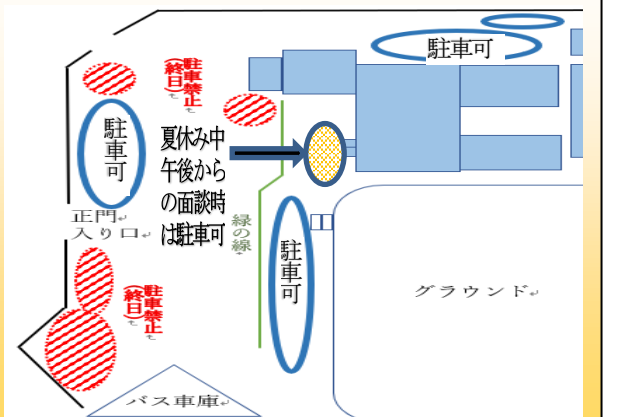 駐車可
駐車禁止
(終日)
駐車可
夏休み中
午後から
の面談時
は駐車可
正門
入り口
緑の線
駐車可
グラウンド
駐車禁止
(終日)
バス車庫